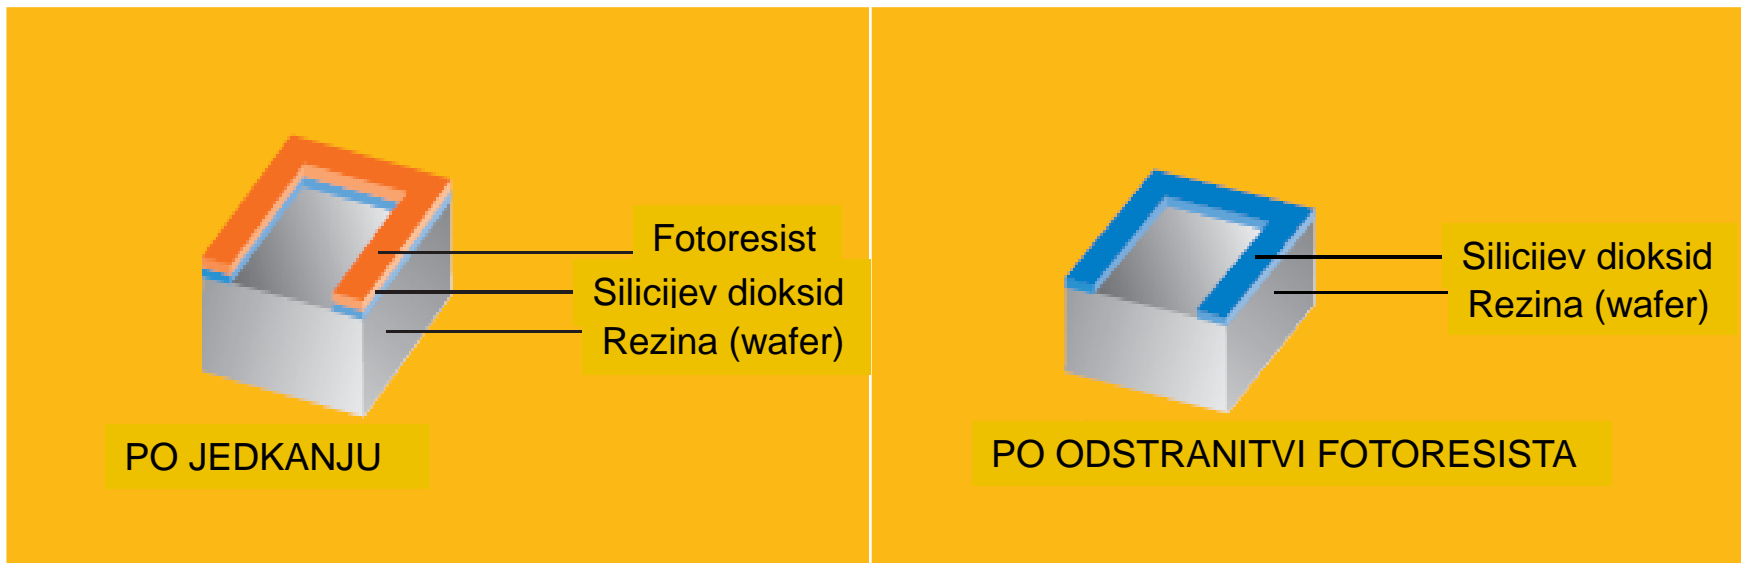 Fotoresist
Silicijev dioksid
Rezina (wafer)
PO JEDKANJU
Silicijev dioksid
Rezina (wafer)
PO ODSTRANITVI FOTORESISTA